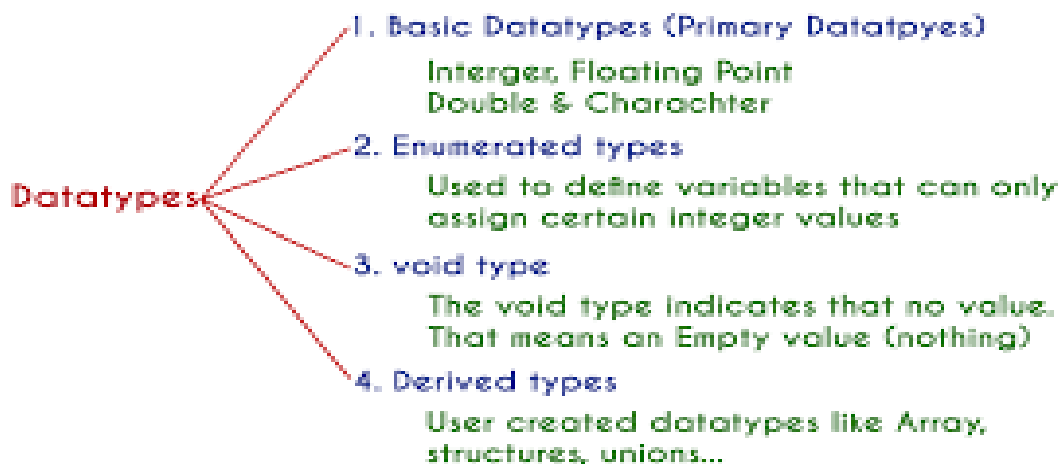 1. Basic Datatypes (Primary Datatpyes)
Interger, Floating Point
Double & Charachter
2. Enumerated types
Used to define variables that can only
assign certain integer values
Datatypes
3. void type
The void type indicates that no value.
That means an Empty value (nothing)
4. Derived types
User created datatypes like Array,
structures, unions...